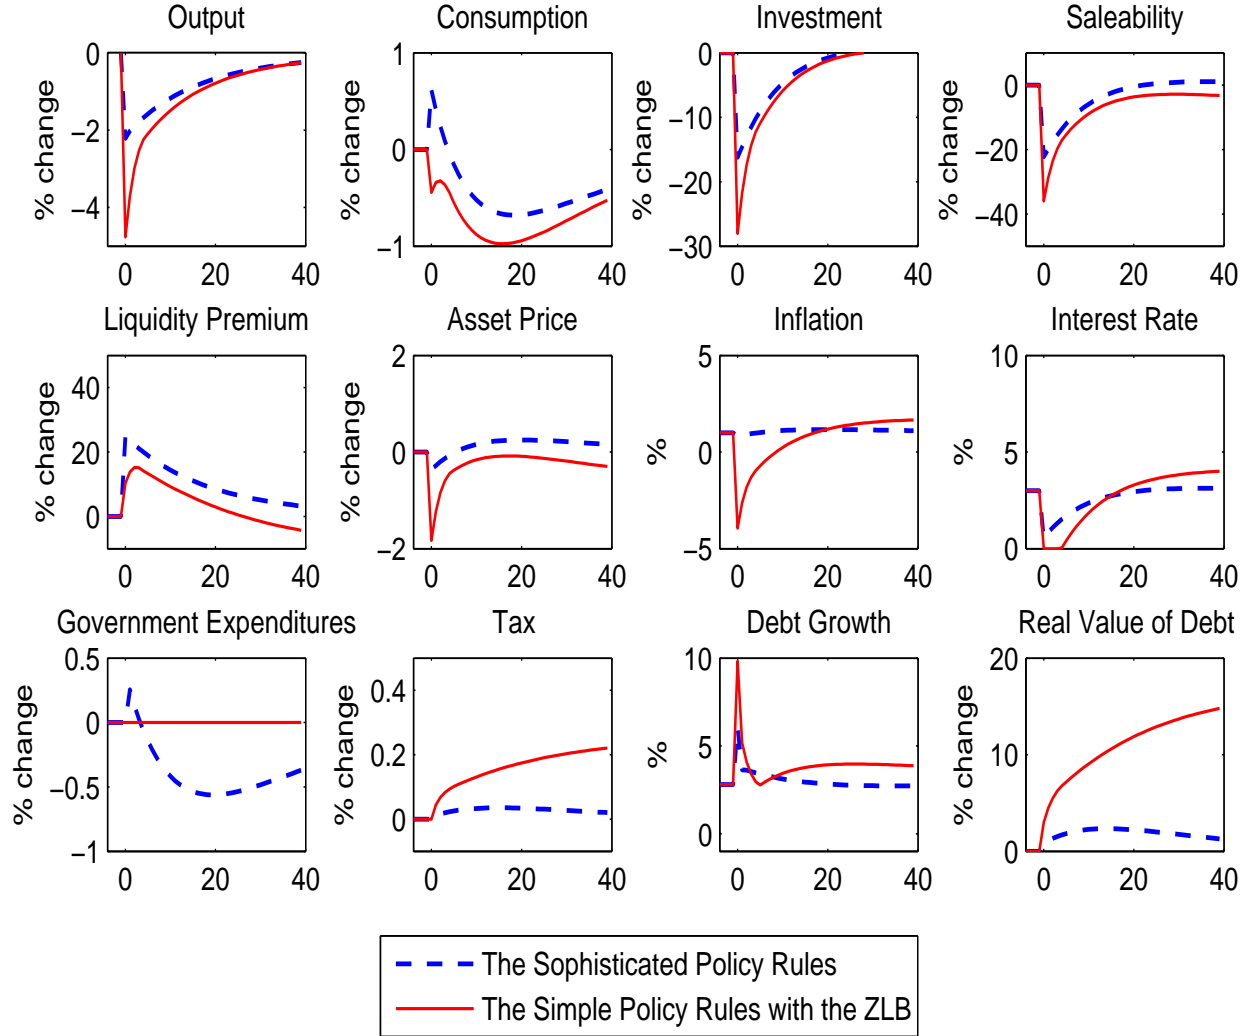 Output
Consumption
Investment
Saleability
% change
0
−2
−4
0 20 40
% change
1
0
−1
0 20 40
% change
0
−10
−20
−30
0 20 40
% change
0
−20
−40
0 20 40
Liquidity Premium
Asset Price
Inflation
Interest Rate
% change
40
20
0
0 20 40
% change
2
0
−2
0 20 40
%
5
0
−5
0 20 40
%
10
5
0
0 20 40
Government Expenditures
Tax
Debt Growth
Real Value of Debt
% change
0.5
0
−0.5
−1
0 20 40
% change
0.4
0.2
0
0 20 40
%
10
5
0
0 20 40
% change
20
10
0
0 20 40
The Sophisticated Policy Rules
The Simple Policy Rules with the ZLB